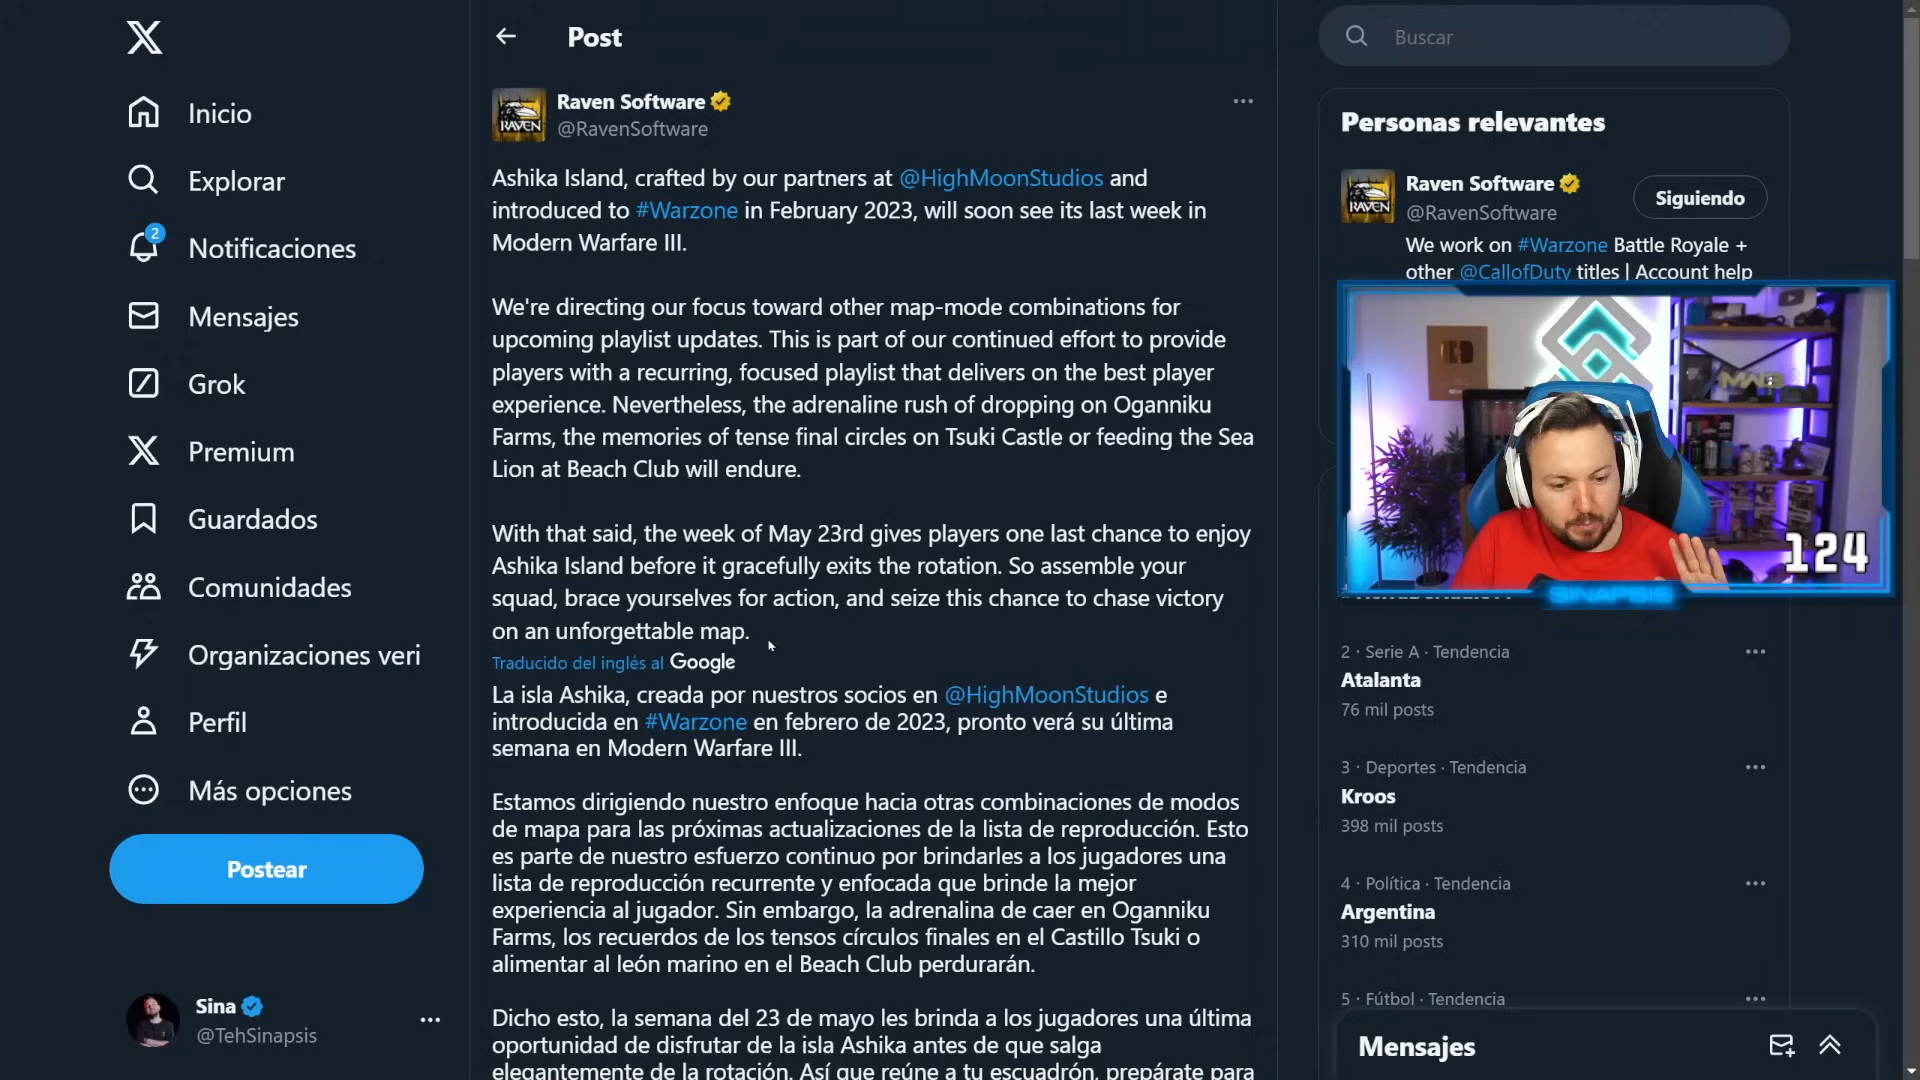 Inicio
Explorar
2
Notificaciones
Mensajes
Grok
Premium
Guardados
Comunidades
Organizaciones veri
Perfil
Más opciones
Postear
Sina
@TehSinapsis
Post
RAVEN
Raven Software
@RavenSoftware
Ashika Island, crafted by our partners at @HighMoonStudios and
introduced to #Warzone in February 2023, will soon see its last week in
Modern Warfare III.
We're directing our focus toward other map-mode combinations for
upcoming playlist updates. This is part of our continued effort to provide
players with a recurring, focused playlist that delivers on the best player
experience. Nevertheless, the adrenaline rush of dropping on Oganniku
Farms, the memories of tense final circles on Tsuki Castle or feeding the Sea
Lion at Beach Club will endure.
With that said, the week of May 23rd gives players one last chance to enjoy
Ashika Island before it gracefully exits the rotation. So assemble your
squad, brace yourselves for action, and seize this chance to chase victory
on an unforgettable map.
Traducido del inglés al Google
La isla Ashika, creada por nuestros socios en @HighMoonStudios e
introducida en #Warzone en febrero de 2023, pronto verá su última
semana en Modern Warfare III.
Estamos dirigiendo nuestro enfoque hacia otras combinaciones de modos
de mapa para las próximas actualizaciones de la lista de reproducción. Esto
es parte de nuestro esfuerzo continuo por brindarles a los jugadores una
lista de reproducción recurrente y enfocada que brinde la mejor
experiencia al jugador. Sin embargo, la adrenalina de caer en Oganniku
Farms, los recuerdos de los tensos círculos finales en el Castillo Tsuki o
alimentar al león marino en el Beach Club perdurarán.
Dicho esto, la semana del 23 de mayo les brinda a los jugadores una última
oportunidad de disfrutar de la isla Ashika antes de que salga
elegantemente de la rotación. Así que reúne a tu escuadrón, prepárate para
Buscar
Personas relevantes
RAVEN
Raven Software
@RavenSoftware
Siguiendo
We work on #Warzone Battle Royale +
other @CallofDuty titles | Account help
124
SINAPSIS
2 · Serie A · Tendencia
Atalanta
76 mil posts
3 · Deportes · Tendencia
Kroos
398 mil posts
4 · Política · Tendencia
Argentina
310 mil posts
5 · Fútbol · Tendencia
Mensajes